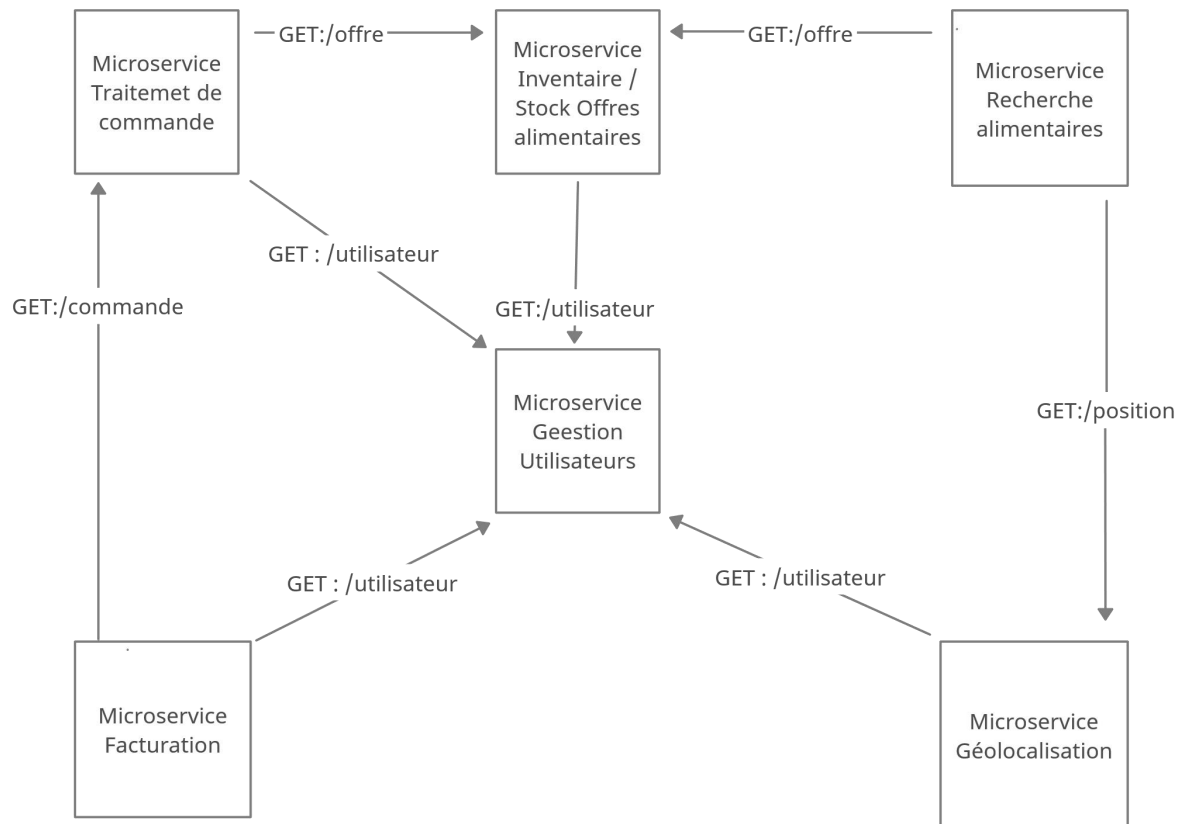 GET:/offre
GET:/offre
Microservice
Traitemet de
commande
Microservice
Inventaire /
Stock Offres
alimentaires
Microservice
Recherche
alimentaires
GET : /utilisateur
GET:/commande
GET:/utilisateur
GET:/position
Microservice
Geestion
Utilisateurs
GET : /utilisateur
GET : /utilisateur
Microservice
Facturation
Microservice
Géolocalisation